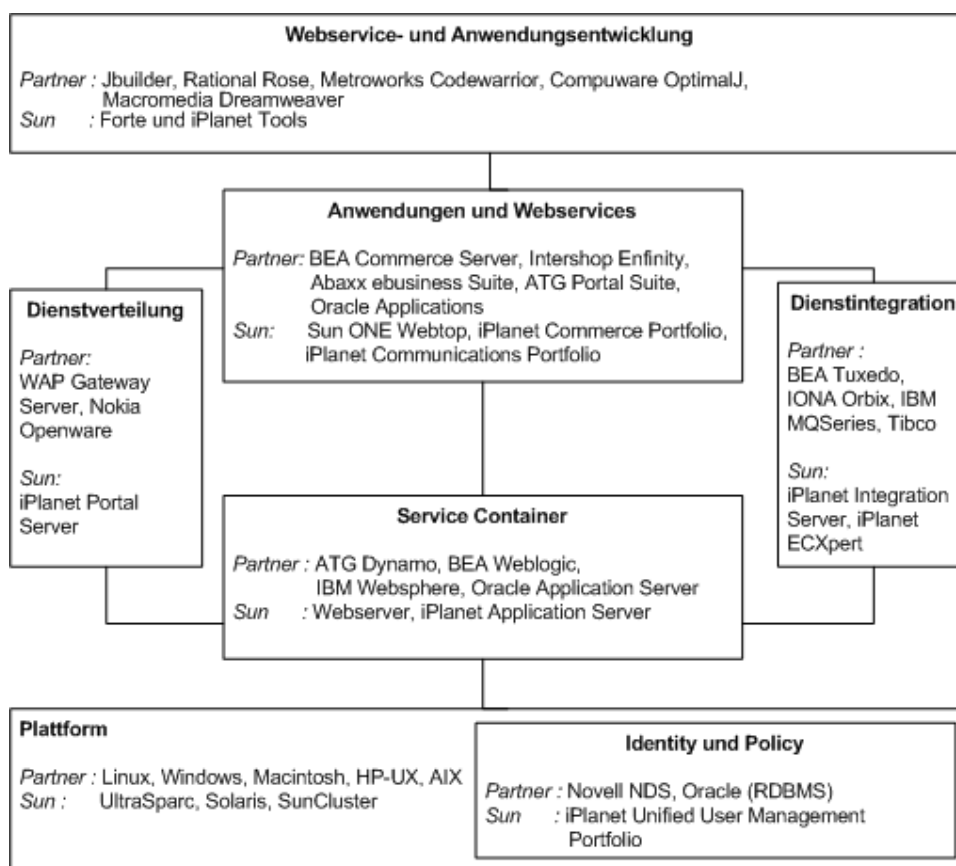 Webservice- und Anwendungsentwicklung
Partner : Jbuilder, Rational Rose, Metroworks Codewarrior, Compuware OptimalJ,
Macromedia Dreamweaver
Sun : Forte und iPlanet Tools
Anwendungen und Webservices
Partner: BEA Commerce Server, Intershop Enfinity,
Abaxx ebusiness Suite, ATG Portal Suite,
Oracle Applications
Sun: Sun ONE Webtop, iPlanet Commerce Portfolio,
iPlanet Communications Portfolio
Dienstverteilung
Partner:
WAP Gateway
Server, Nokia
Openware
Sun:
iPlanet Portal
Server
Dienstintegration
Partner :
BEA Tuxedo,
IONA Orbix, IBM
MQSeries, Tibco
Sun:
iPlanet Integration
Server, iPlanet
ECXpert
Service Container
Partner : ATG Dynamo, BEA Weblogic,
IBM Websphere, Oracle Application Server
Sun : Webserver, iPlanet Application Server
Plattform
Partner : Linux, Windows, Macintosh, HP-UX, AIX
Sun : UltraSparc, Solaris, SunCluster
Identity und Policy
Partner : Novell NDS, Oracle (RDBMS)
Sun : iPlanet Unified User Management
Portfolio